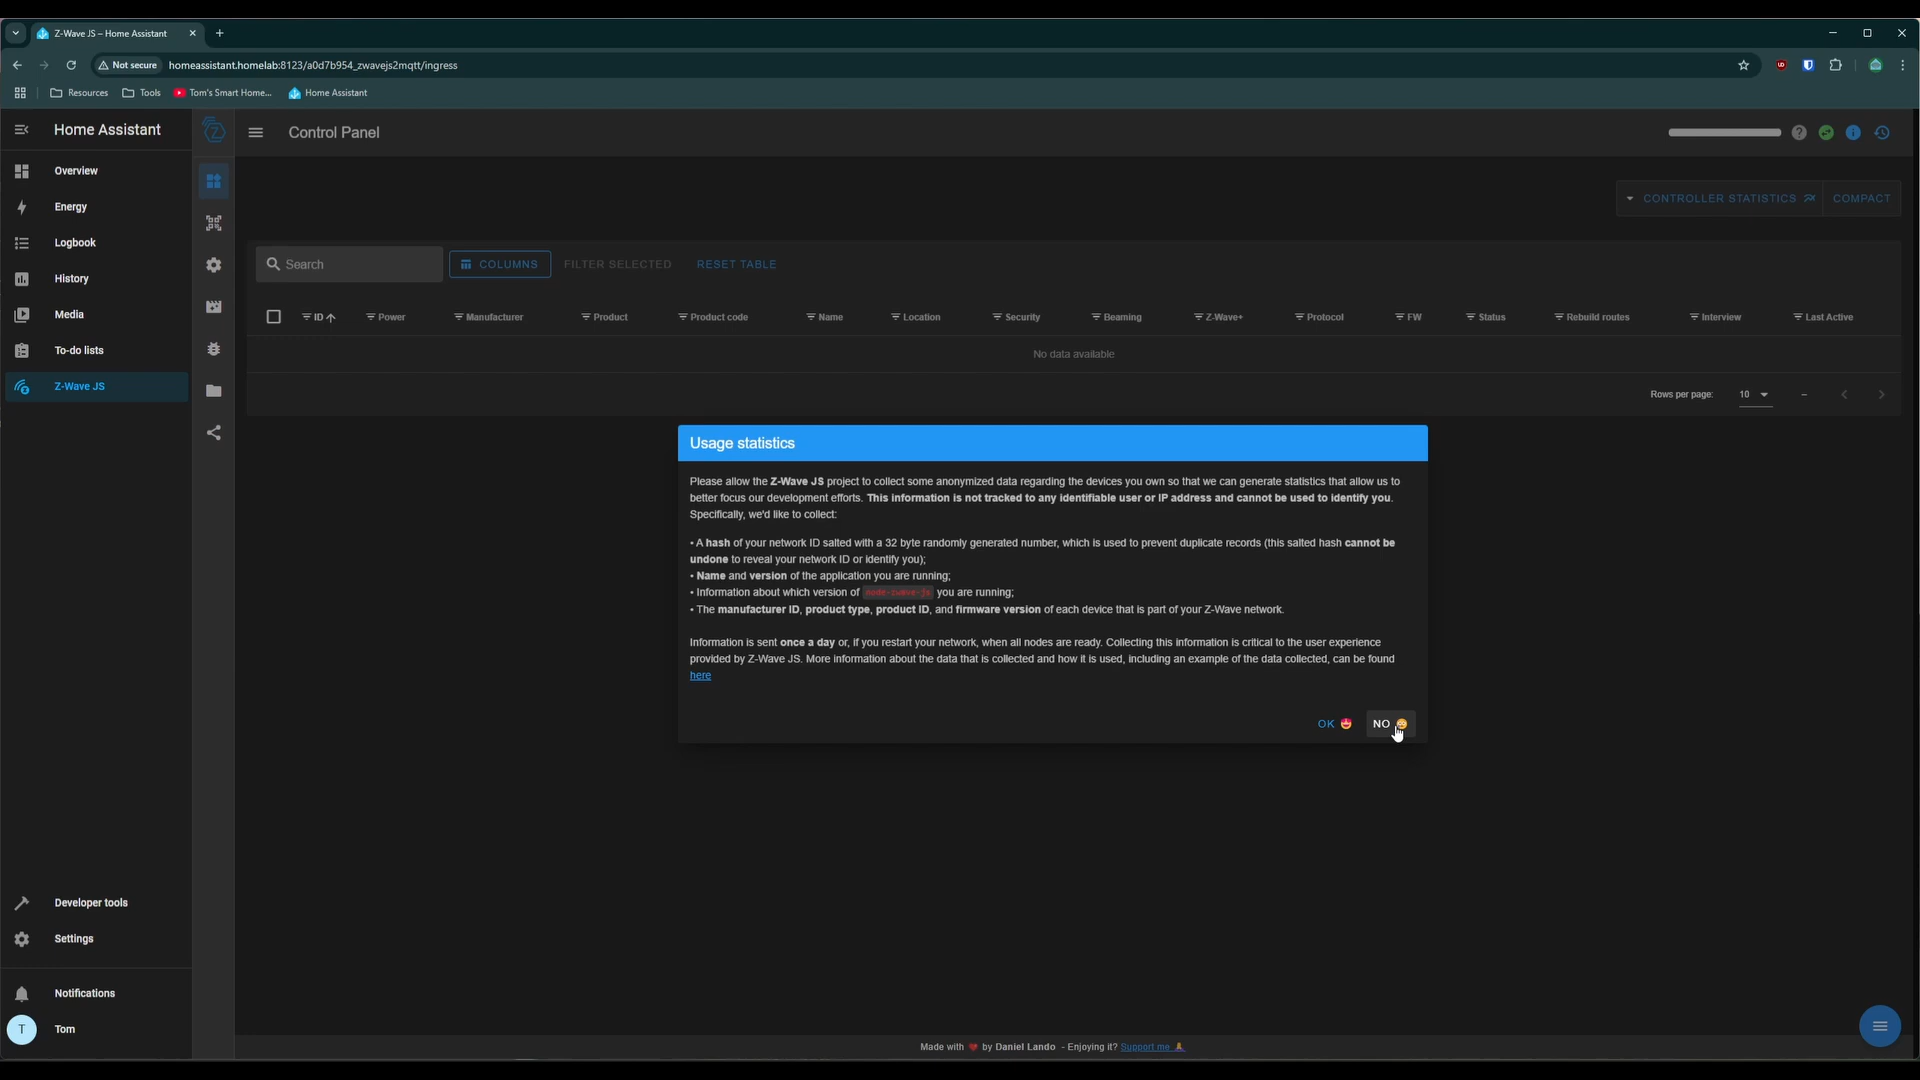 Z-Wave JS – Home Assistant
Not secure
homeassistant.homelab:8123/a0d7b954_zwavejs2mqtt/ingress
Resources
Tools
Tom's Smart Home...
Home Assistant
Home Assistant
Control Panel
Overview
Energy
Logbook
History
Media
To-do lists
Z-Wave JS
CONTROLLER STATISTICS
COMPACT
Search
COLUMNS
FILTER SELECTED
RESET TABLE
ID
Power
Manufacturer
Product
Product code
Name
Location
Security
Beaming
Z-Wave+
Protocol
FW
Status
Rebuild routes
Interview
Last Active
No data available
Rows per page:
10
–
Usage statistics
Please allow the Z-Wave JS project to collect some anonymized data regarding the devices you own so that we can generate statistics that allow us to
better focus our development efforts. This information is not tracked to any identifiable user or IP address and cannot be used to identify you.
Specifically, we'd like to collect:
• A hash of your network ID salted with a 32 byte randomly generated number, which is used to prevent duplicate records (this salted hash cannot be
undone to reveal your network ID or identify you);
• Name and version of the application you are running;
• Information about which version of node-zwave-js you are running;
• The manufacturer ID, product type, product ID, and firmware version of each device that is part of your Z-Wave network.
Information is sent once a day or, if you restart your network, when all nodes are ready. Collecting this information is critical to the user experience
provided by Z-Wave JS. More information about the data that is collected and how it is used, including an example of the data collected, can be found
here
OK 😍
NO
Developer tools
Settings
Notifications
T
Tom
Made with ❤ by Daniel Lando - Enjoying it? Support me